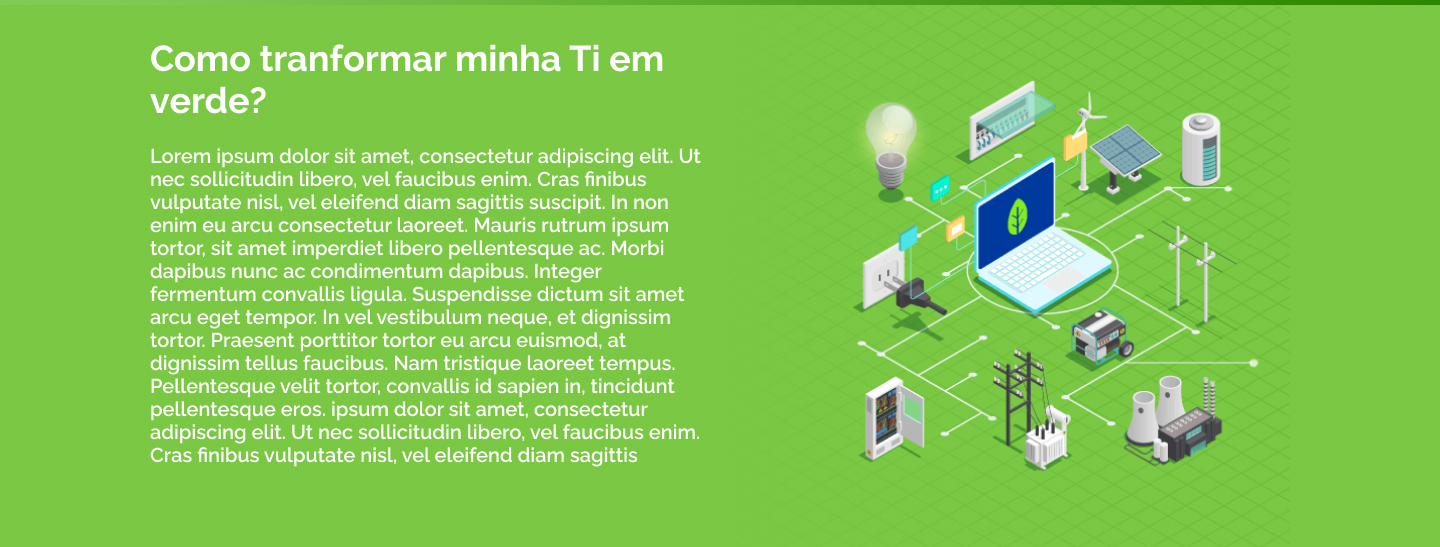 Como tranformar minha Ti em
verde?
Lorem ipsum dolor sit amet, consectetur adipiscing elit. Ut
nec sollicitudin libero, vel faucibus enim. Cras finibus
vulputate nisl, vel eleifend diam sagittis suscipit. In non
enim eu arcu consectetur laoreet. Mauris rutrum ipsum
tortor, sit amet imperdiet libero pellentesque ac. Morbi
dapibus nunc ac condimentum dapibus. Integer
fermentum convallis ligula. Suspendisse dictum sit amet
arcu eget tempor. In vel vestibulum neque, et dignissim
tortor. Praesent porttitor tortor eu arcu euismod, at
dignissim tellus faucibus. Nam tristique laoreet tempus.
Pellentesque velit tortor, convallis id sapien in, tincidunt
pellentesque eros. ipsum dolor sit amet, consectetur
adipiscing elit. Ut nec sollicitudin libero, vel faucibus enim.
Cras finibus vulputate nisl, vel eleifend diam sagittis